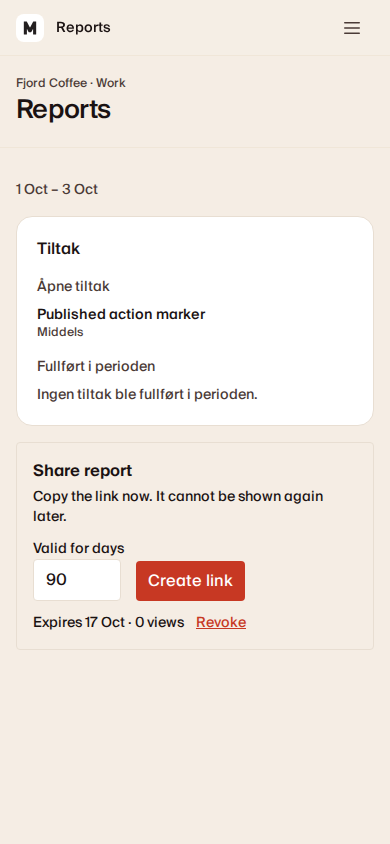 M
Reports
Fjord Coffee · Work
Reports
1 Oct – 3 Oct
Tiltak
Åpne tiltak
Published action marker
Middels
Fullført i perioden
Ingen tiltak ble fullført i perioden.
Share report
Copy the link now. It cannot be shown again
later.
Valid for days
90
Create link
Expires 17 Oct · 0 views Revoke